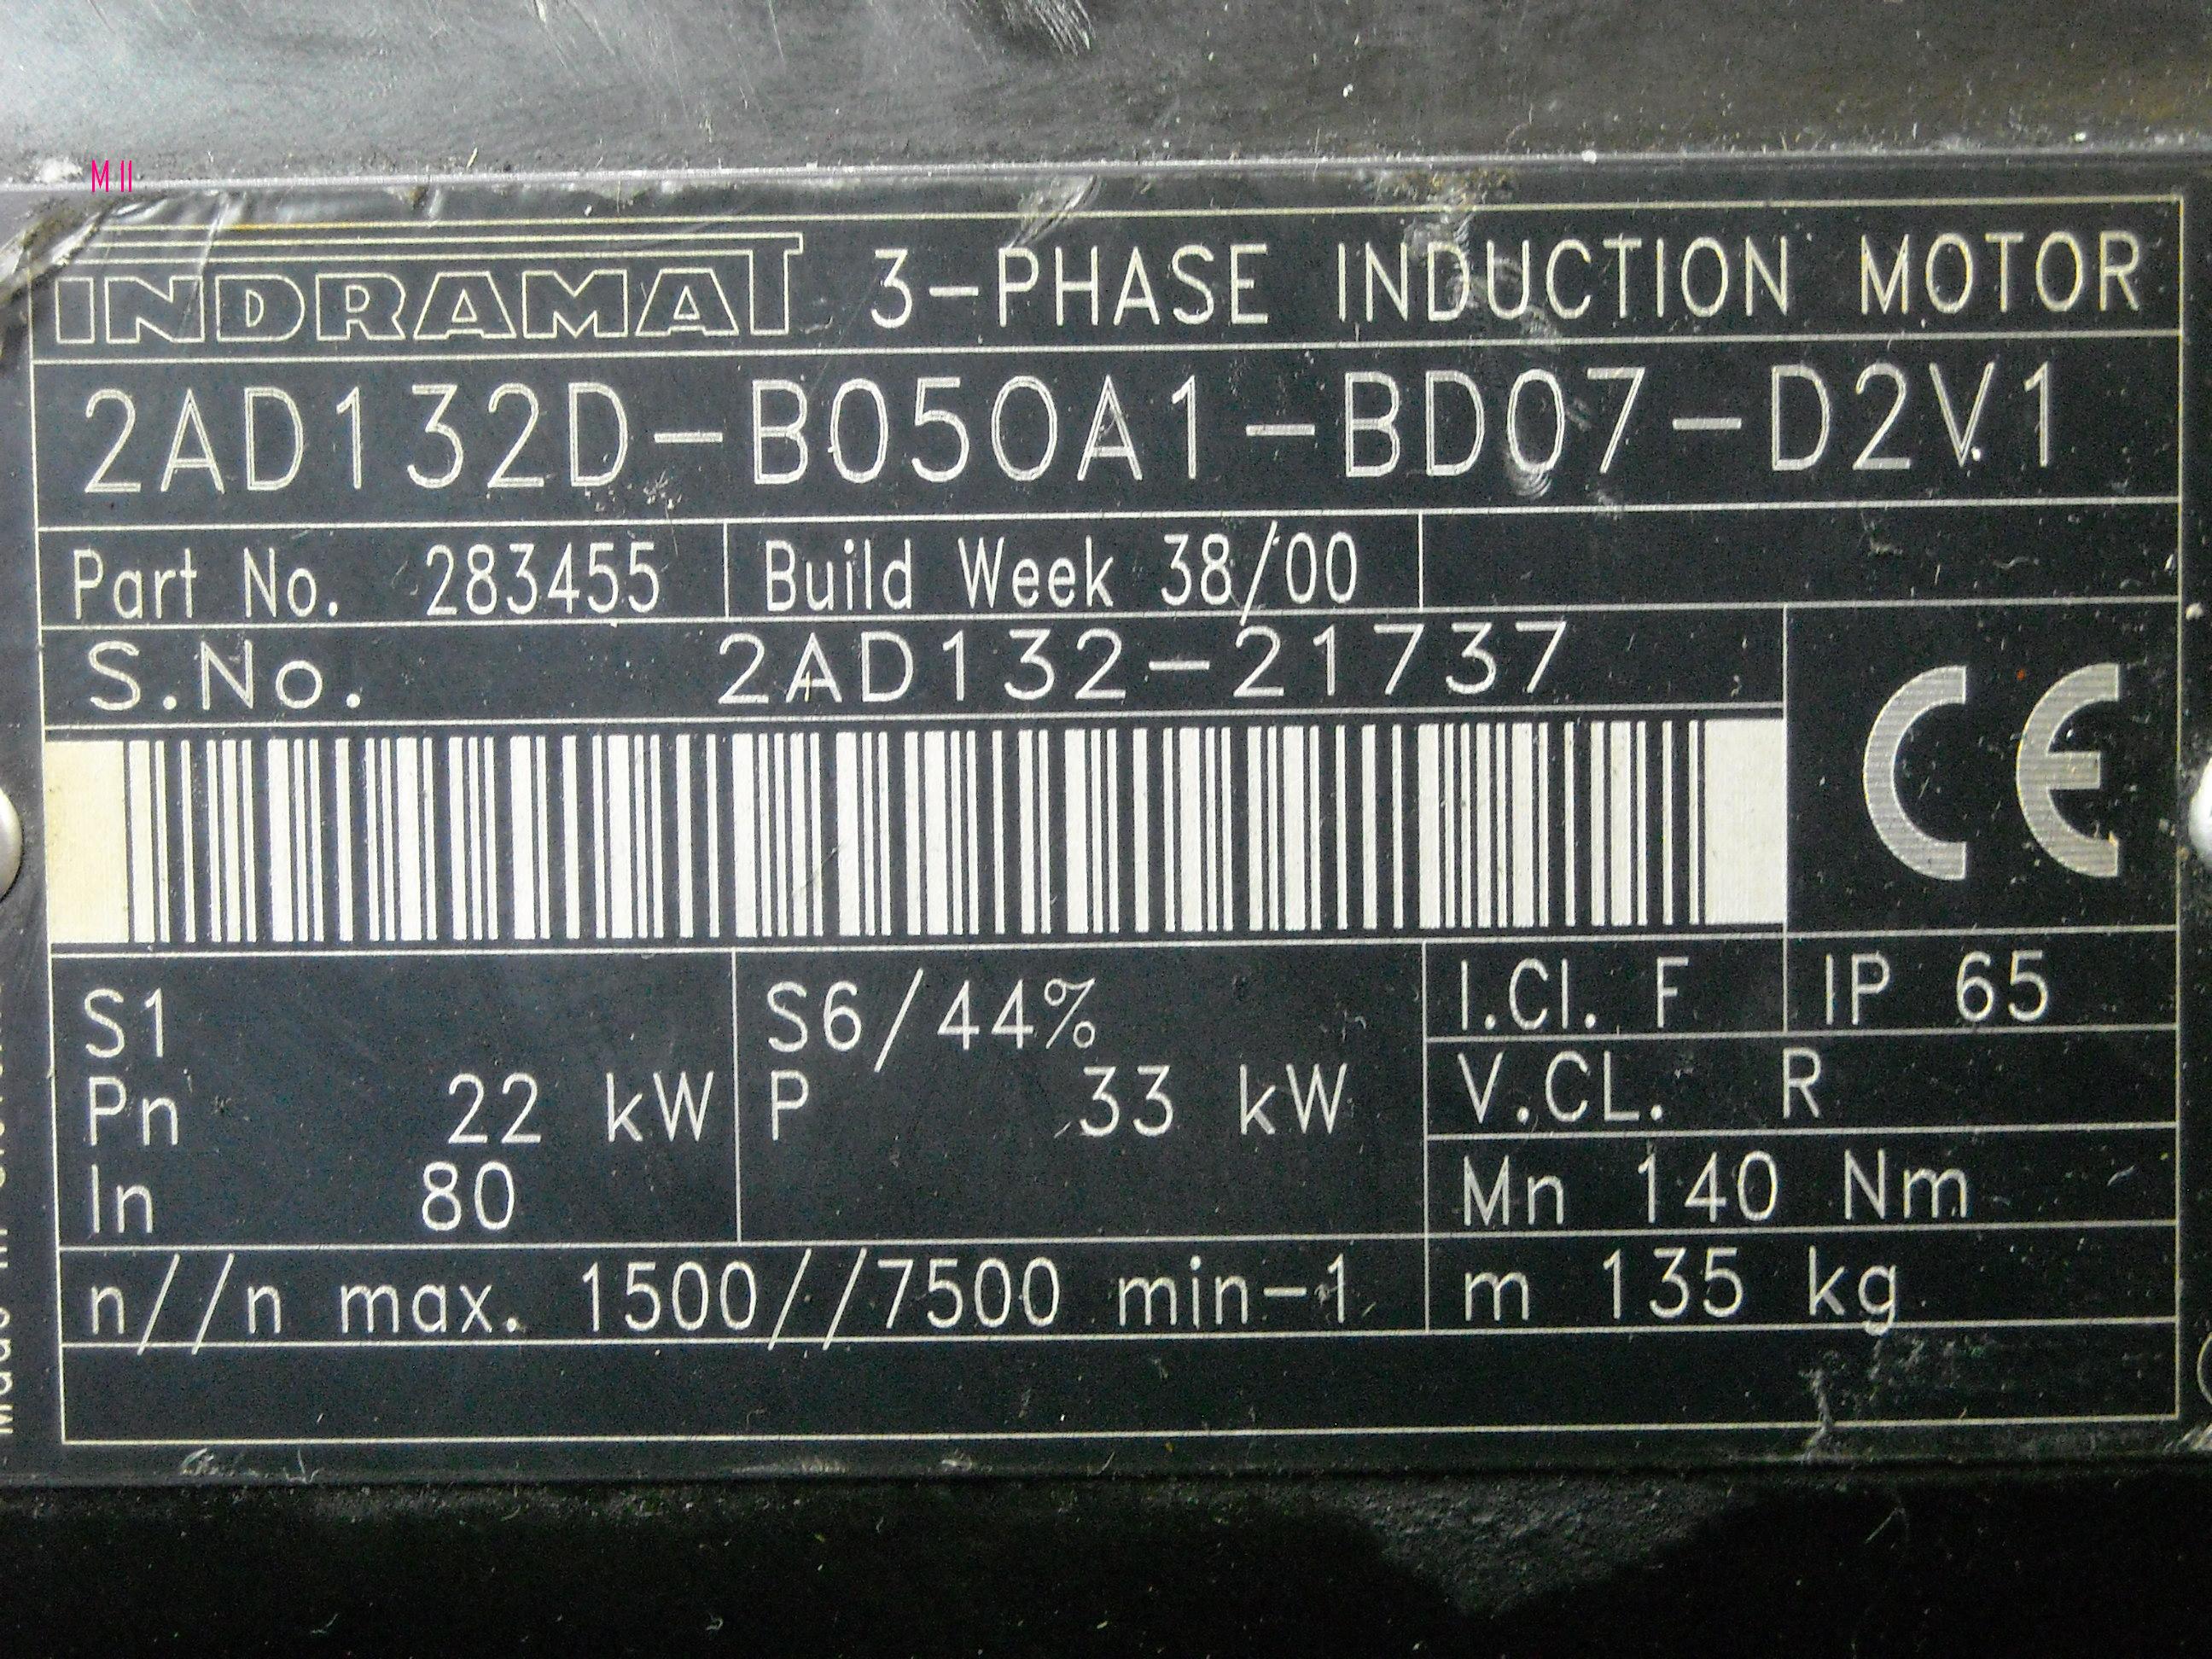 M II
INDRAMAT 3-PHASE INDUCTION MOTOR
2AD132D-B050A1-BD07-D2V1
Part No. 283455 Build Week 38/00
S.No. 2AD132-21737
CE
S1 S6/44% I.Cl. F IP 65
Pn 22 kW P 33 kW V.CL. R
In 80 Mn 140 Nm
n//n max. 1500//7500 min-1 m 135 kg